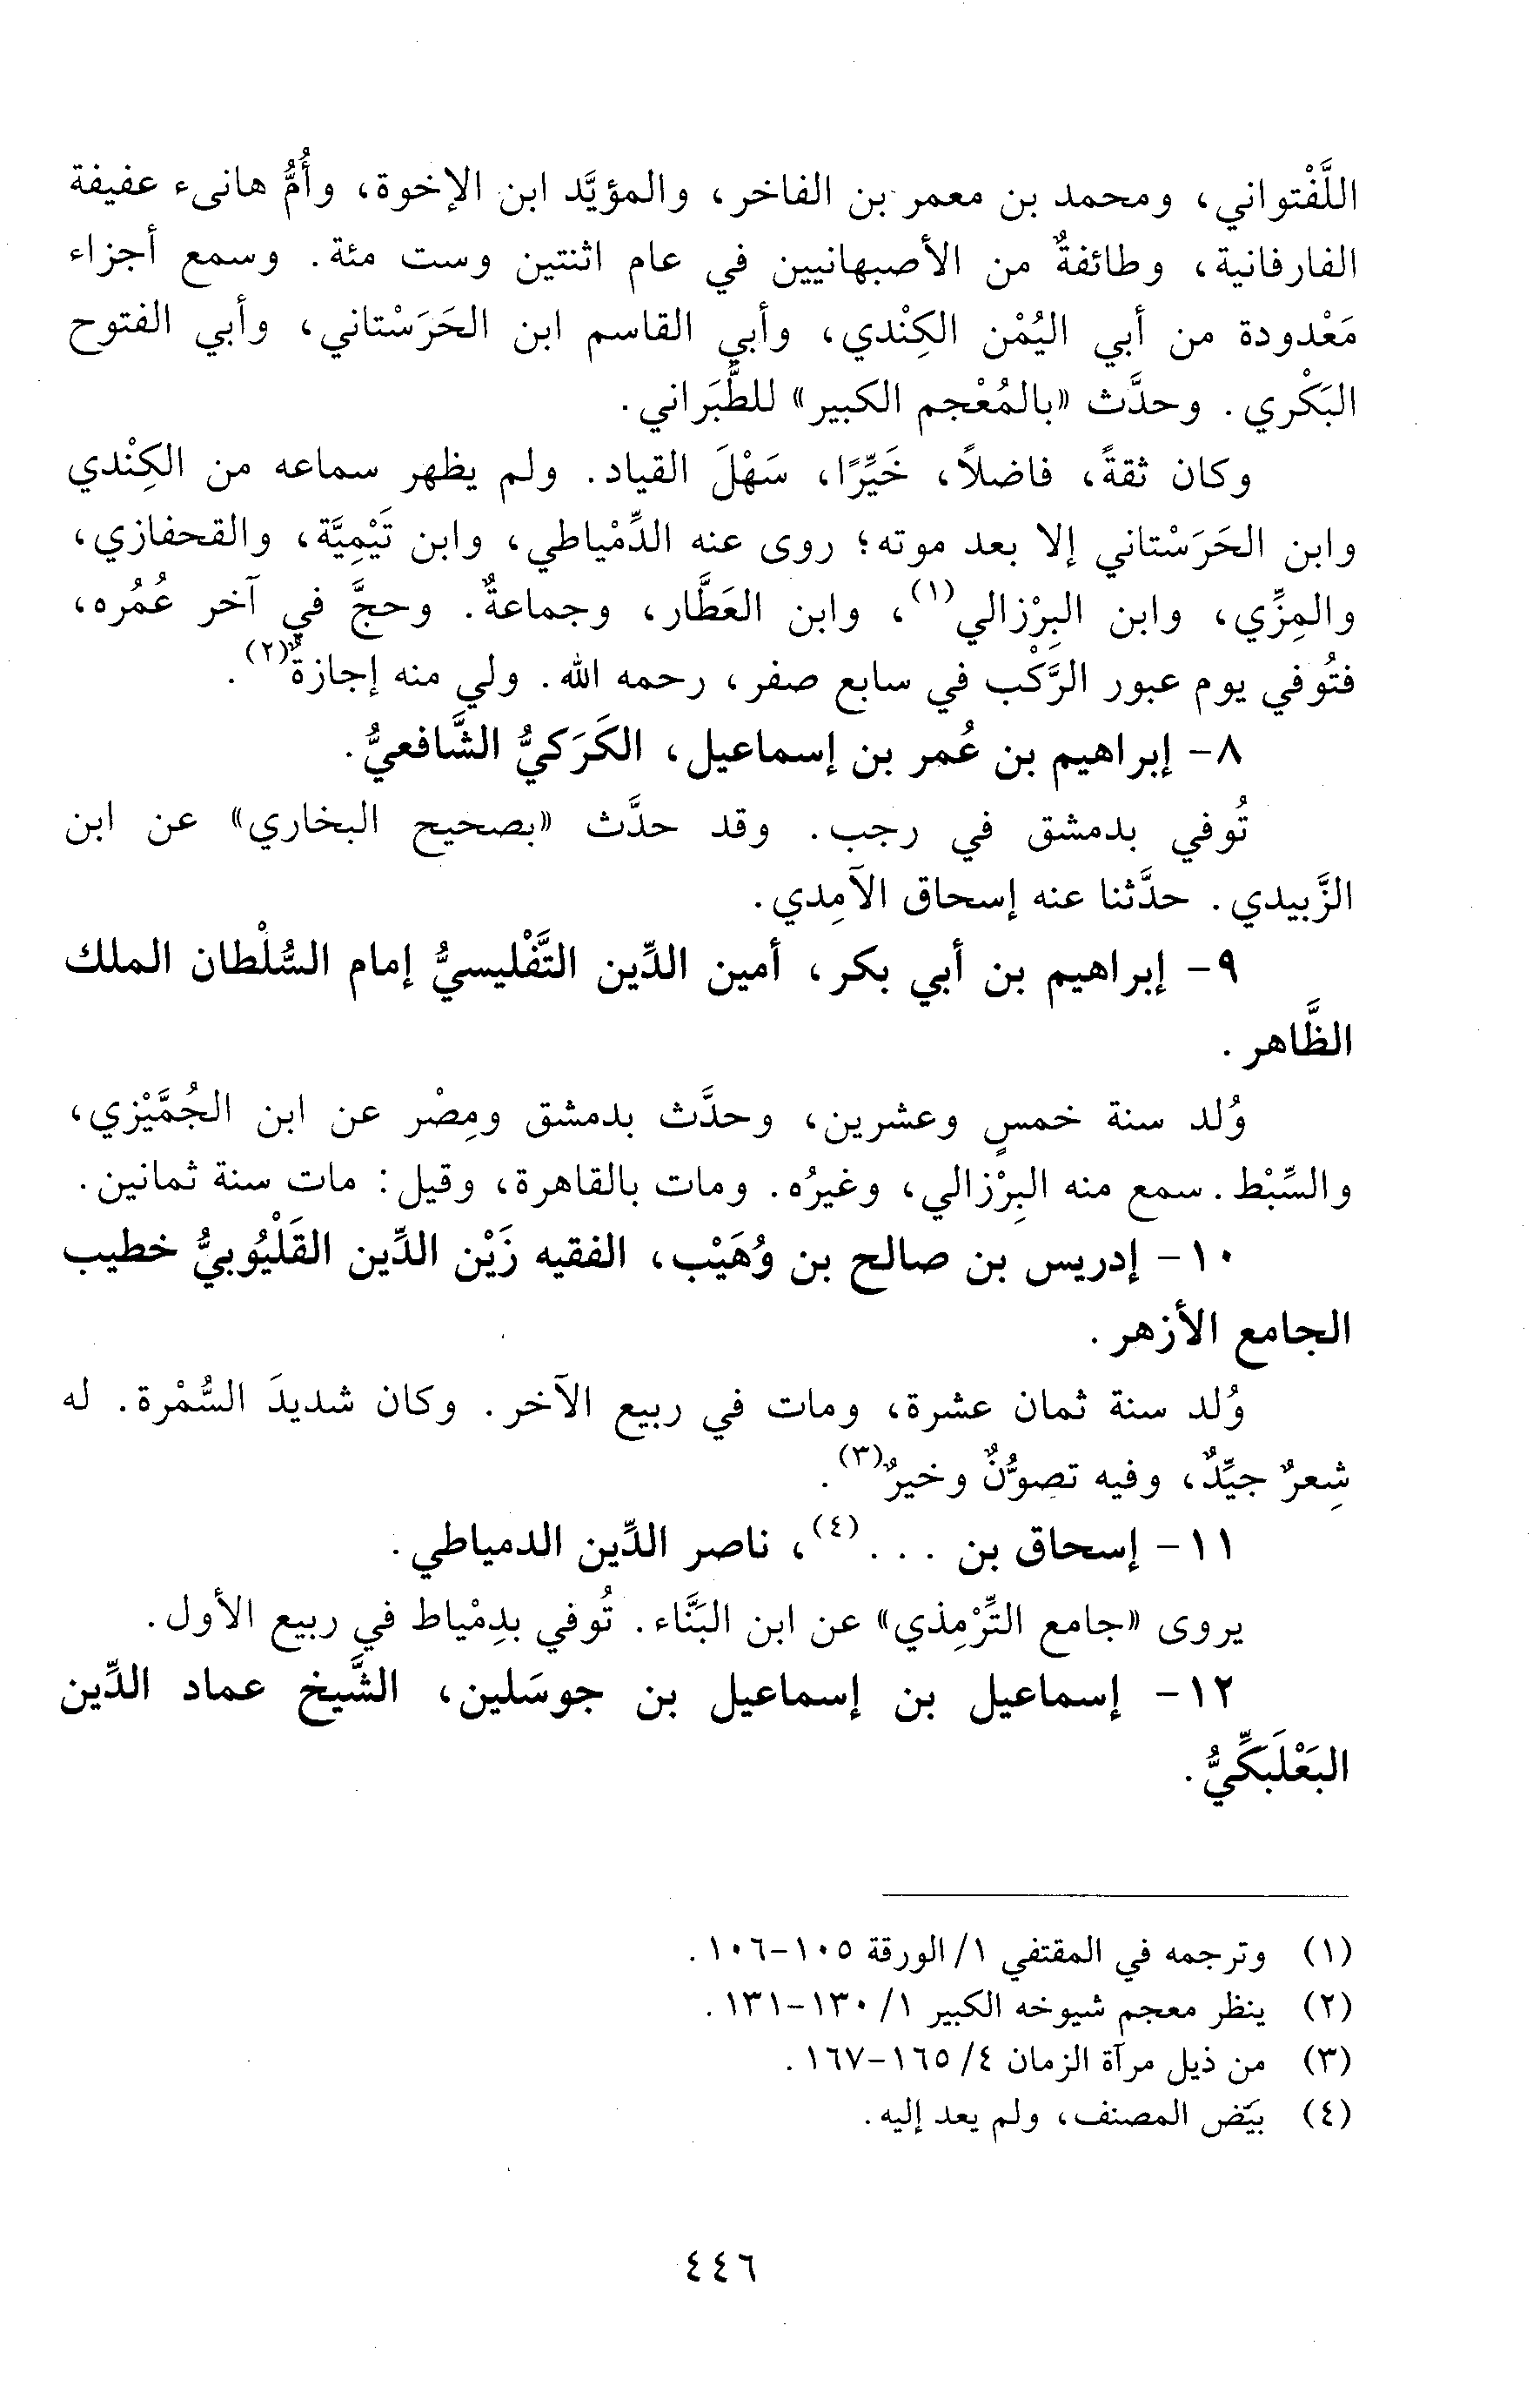 اللَّفْتواني، ومحمد بن معمر بن الفاخر، والمؤيَّد ابن الإخوة، وأُمُّ هانىء عفيفة
الفارفانية، وطائفةٌ من الأصبهانيين في عام اثنتين وست مئة. وسمع أجزاء
مَعْدودة من أبي اليُمْن الكِنْدي، وأبي القاسم ابن الحَرَسْتاني، وأبي الفتوح
البَكْري. وحدَّث «بالمُعْجم الكبير» للطَّبَراني.
وكان ثقةً، فاضلاً، خَيِّرًا، سَهْلَ القياد. ولم يظهر سماعه من الكِنْدي
وابن الحَرَسْتاني إلا بعد موته؛ روى عنه الدِّمْياطي، وابن تَيْمِيَّة، والقحفازي،
والمِزِّي، وابن البِرْزالي(١)، وابن العَطَّار، وجماعةٌ. وحجَّ في آخر عُمُره،
فتُوفي يوم عبور الرَّكْب في سابع صفر، رحمه الله. ولي منه إجازةٌ(٢).
٨- إبراهيم بن عُمر بن إسماعيل، الكَرَكيُّ الشَّافعيُّ.
تُوفي بدمشق في رجب. وقد حدَّث «بصحيح البخاري» عن ابن
الزَّبيدي. حدَّثنا عنه إسحاق الآمِدي.
٩- إبراهيم بن أبي بكر، أمين الدِّين التَّفْليسيُّ إمام السُّلْطان الملك
الظَّاهر.
وُلد سنة خمسٍ وعشرين، وحدَّث بدمشق ومِصْر عن ابن الجُمَّيْزي،
والسِّبْط. سمع منه البِرْزالي، وغيرُه. ومات بالقاهرة، وقيل: مات سنة ثمانين.
١٠- إدريس بن صالح بن وُهَيْب، الفقيه زَيْن الدِّين القَلْيُوبيُّ خطيب
الجامع الأزهر.
وُلد سنة ثمان عشرة، ومات في ربيع الآخر. وكان شديدَ السُّمْرة. له
شِعرٌ جيِّدٌ، وفيه تصوُّنٌ وخيرٌ(٣).
١١- إسحاق بن ...(٤)، ناصر الدِّين الدمياطي.
يروى «جامع التِّرْمِذي» عن ابن البَنَّاء. تُوفي بدِمْياط في ربيع الأول.
١٢- إسماعيل بن إسماعيل بن جوسَلين، الشَّيخ عماد الدِّين
البَعْلَبَكِّيُّ.
(١) وترجمه في المقتفي ١/ الورقة ١٠٥-١٠٦.
(٢) ينظر معجم شيوخه الكبير ١/ ١٣٠-١٣١.
(٣) من ذيل مرآة الزمان ٤/ ١٦٥-١٦٧.
(٤) بيّض المصنف، ولم يعد إليه.
٤٤٦